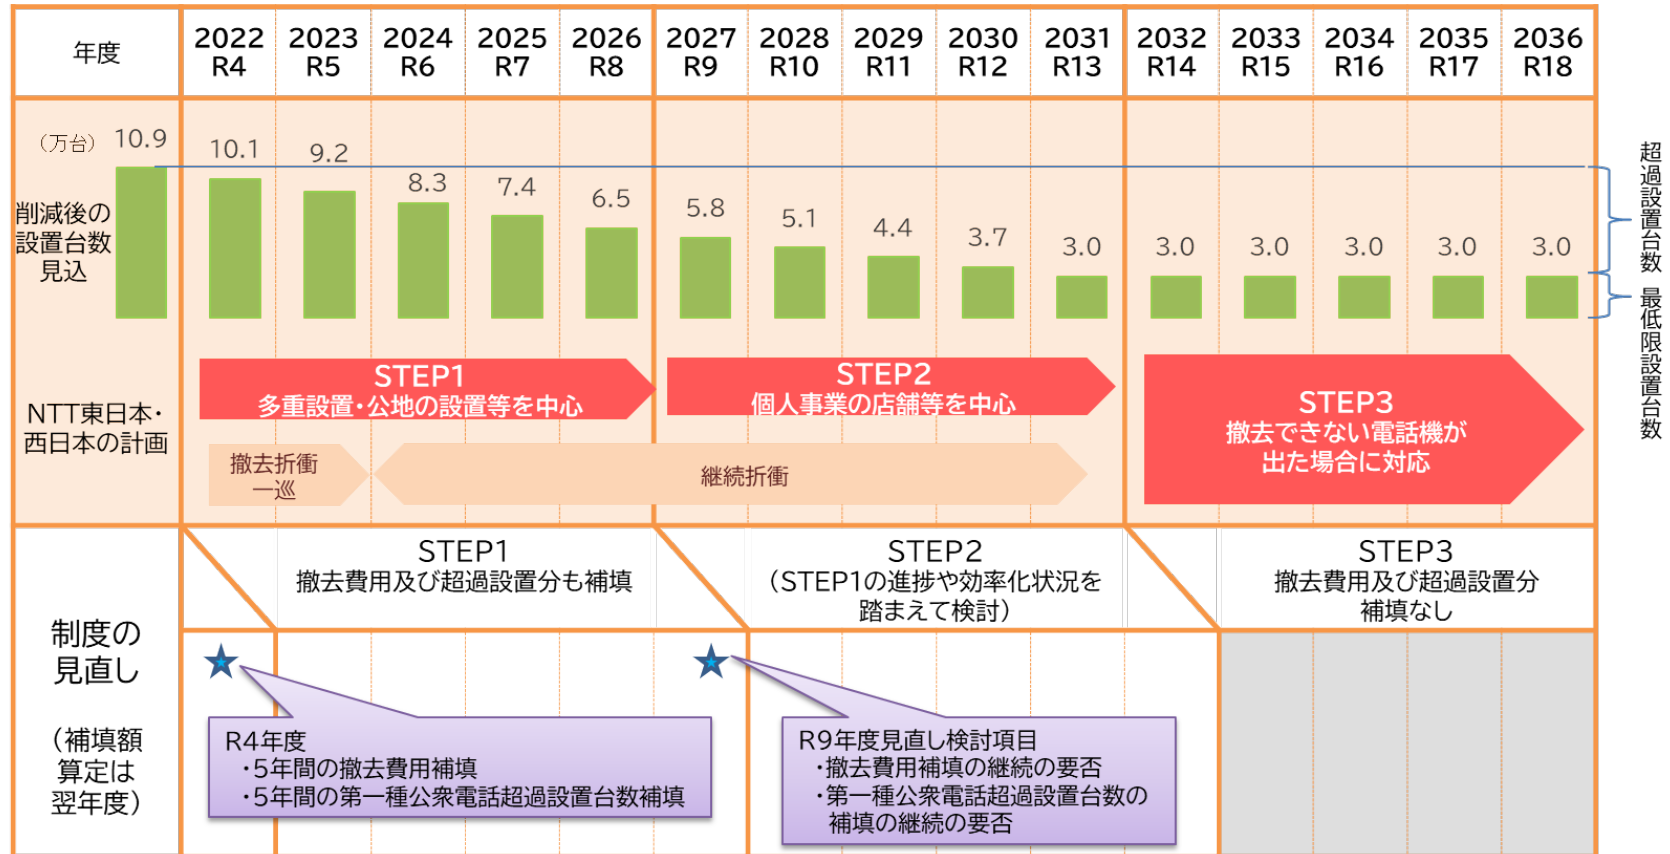 年度
2022 2023 2024 2025 2026 2027 2028 2029 2030 2031 2032 2033 2034 2035 2036
R4 R5 R6 R7 R8 R9 R10 R11 R12 R13 R14 R15 R16 R17 R18
（万台） 10.9 10.1 9.2 8.3 7.4 6.5 5.8 5.1 4.4 3.7 3.0 3.0 3.0 3.0 3.0 3.0
削減後の
設置台数
見込
超過設置台数
最低限設置台数
NTT東日本・
西日本の計画
STEP1
多重設置・公地の設置等を中心
STEP2
個人事業の店舗等を中心
STEP3
撤去できない電話機が
出た場合に対応
撤去折衝
一巡
継続折衝
制度の
見直し
（補填額
算定は
翌年度）
STEP1
撤去費用及び超過設置分も補填
STEP2
（STEP1の進捗や効率化状況を
踏まえて検討）
STEP3
撤去費用及び超過設置分
補填なし
R4年度
・5年間の撤去費用補填
・5年間の第一種公衆電話超過設置台数補填
R9年度見直し検討項目
・撤去費用補填の継続の要否
・第一種公衆電話超過設置台数の
補填の継続の要否